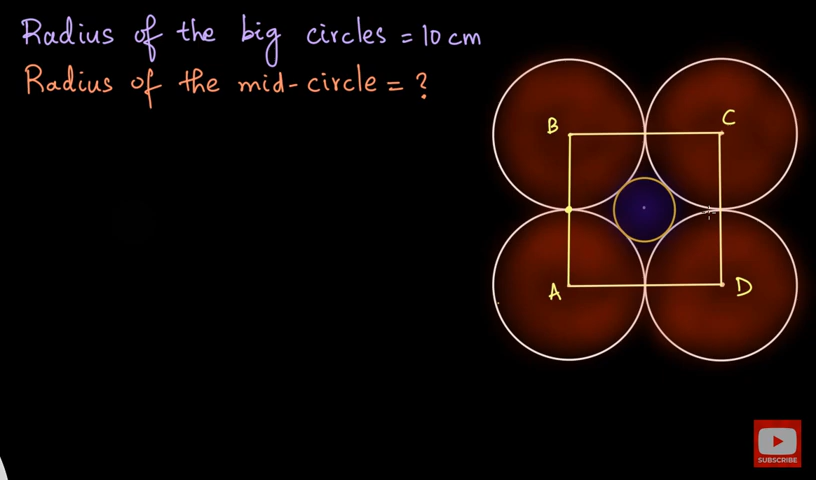 Radius of the big circles = 10 cm
Radius of the mid-circle = ?
B
C
A
D
SUBSCRIBE